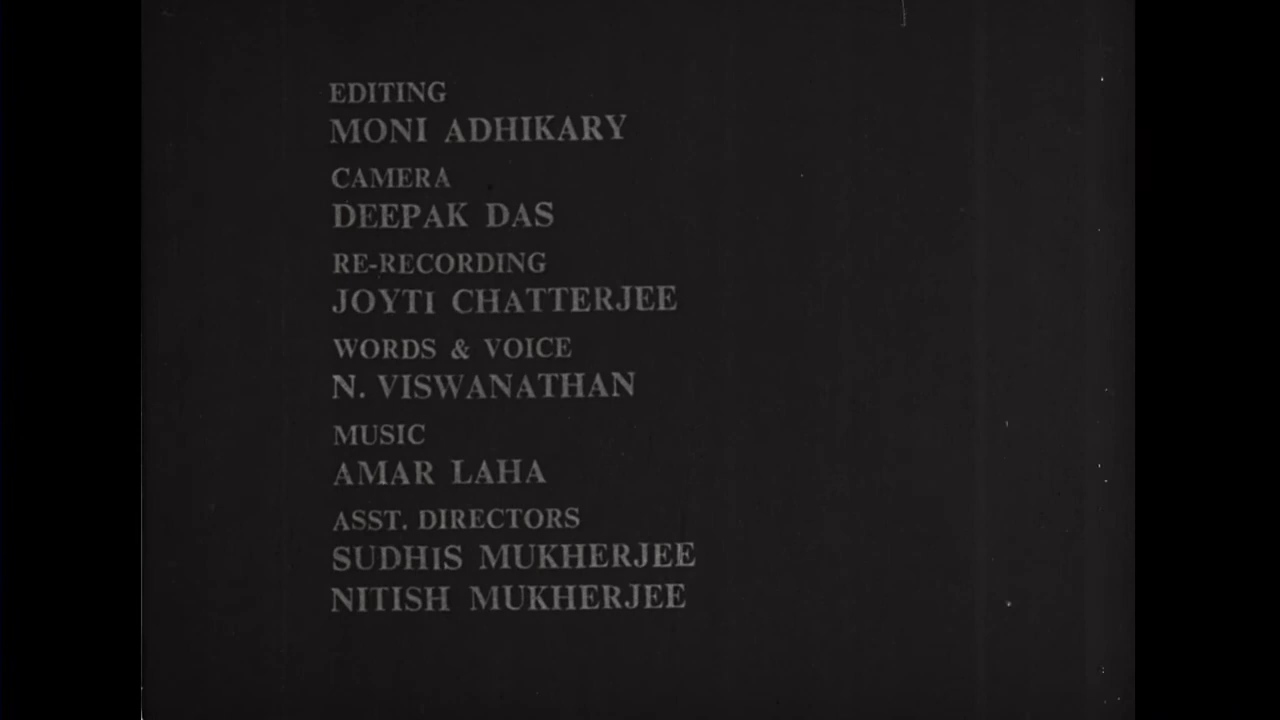 EDITING
MONI ADHIKARY
CAMERA
DEEPAK DAS
RE-RECORDING
JOYTI CHATTERJEE
WORDS & VOICE
N. VISWANATHAN
MUSIC
AMAR LAHA
ASST. DIRECTORS
SUDHIS MUKHERJEE
NITISH MUKHERJEE